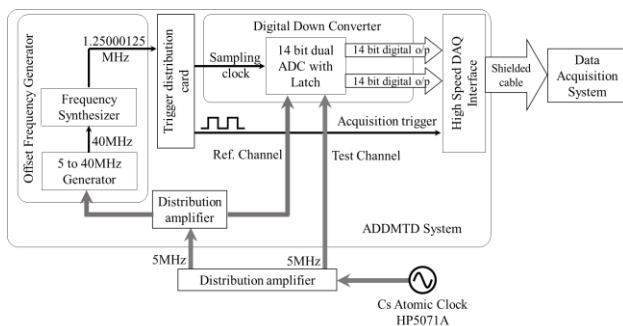 Offset Frequency Generator
1.25000125
MHz
Frequency
Synthesizer
40MHz
5 to 40MHz
Generator
Trigger distribution
card
Digital Down Converter
Sampling
clock
14 bit dual
ADC with
Latch
14 bit digital o/p
14 bit digital o/p
High Speed DAQ
Interface
Shielded
cable
Data
Acquisition
System
Acquisition trigger
Ref. Channel
Test Channel
Distribution
amplifier
ADDMTD System
5MHz
5MHz
Distribution amplifier
Cs Atomic Clock
HP5071A